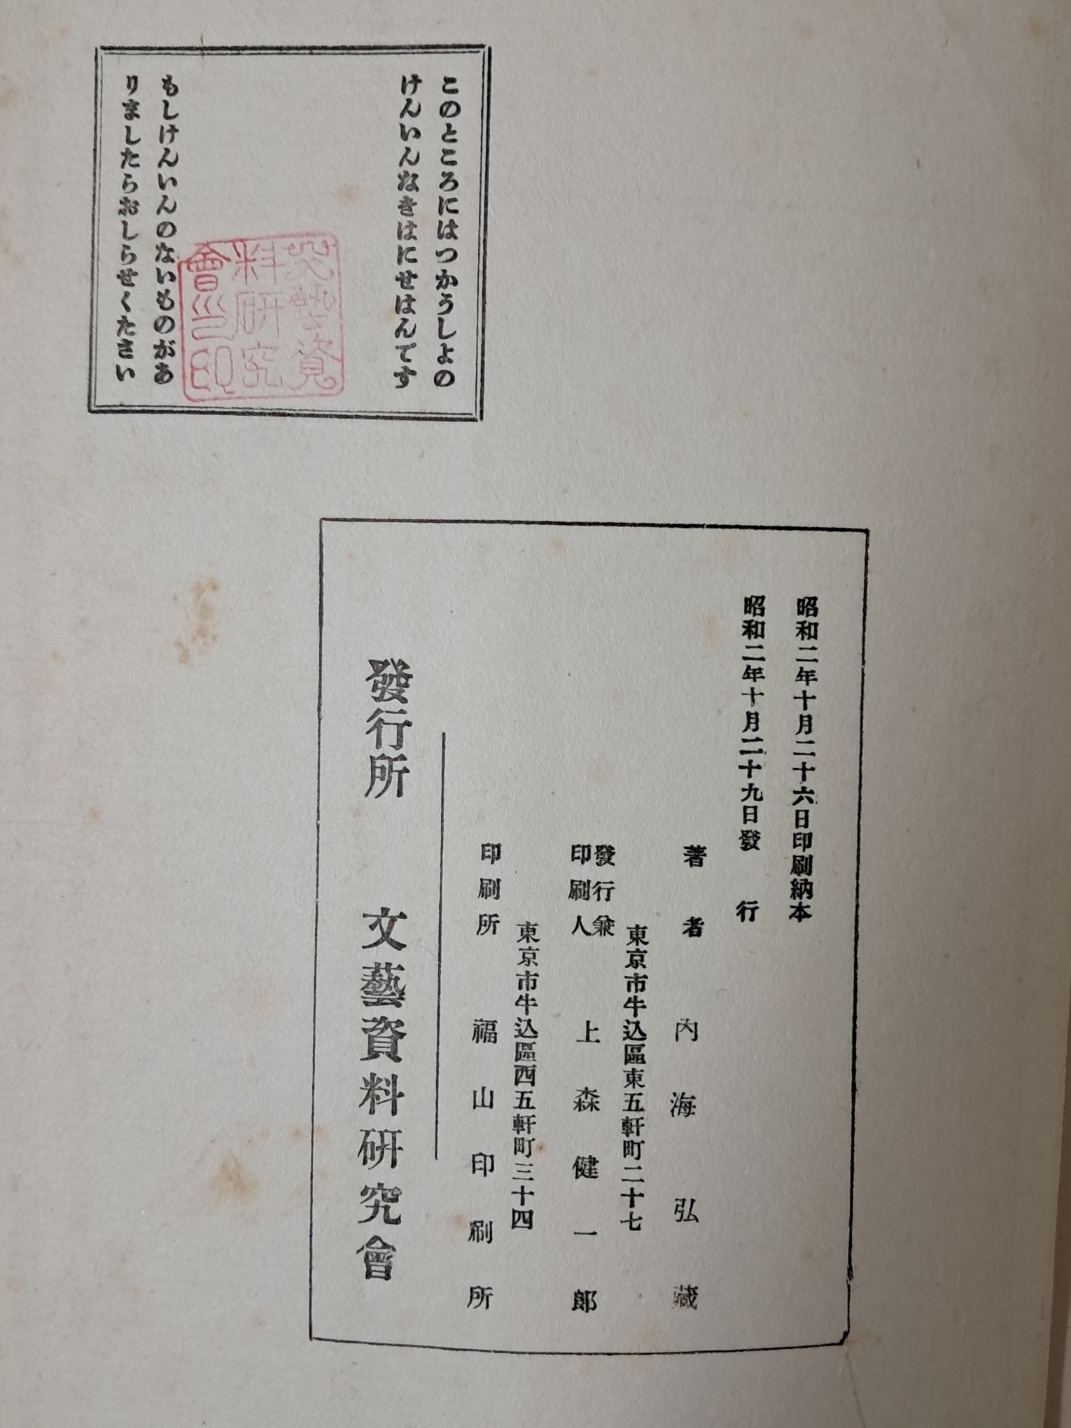 このところにはつかうしよの
けんいんなきはにせはんです
文藝資
料研究
會之印
もしけんいんのないものがあ
りましたらおしらせくたさい
昭和二年十月二十六日印刷納本
昭和二年十月二十九日發行
著者 內海弘藏
東京市牛込區東五軒町二十七
發行兼印刷人 上森健一郎
東京市牛込區西五軒町三十四
印刷所 福山印刷所
發行所 文藝資料硏究會